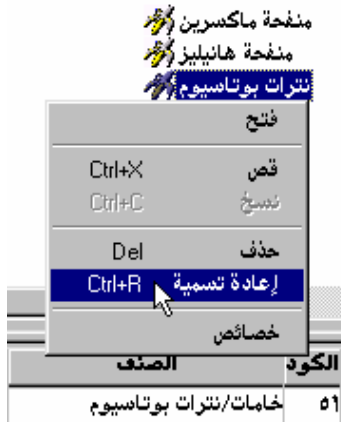 منفحة ماكسرين
منفحة هانيليز
نترات بوتاسيوم
فتح
قص Ctrl+X
نسخ Ctrl+C
حذف Del
إعادة تسمية Ctrl+R
خصائص
الكود الصنف
٥١ خامات/نترات بوتاسيوم